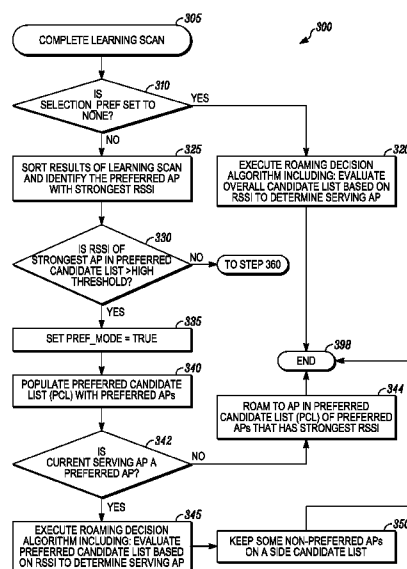 305
300
COMPLETE LEARNING SCAN
310
IS
SELECTION_PREF SET TO
NONE?
YES
NO
325
SORT RESULTS OF LEARNING SCAN
AND IDENTIFY THE PREFERRED AP
WITH STRONGEST RSSI
320
EXECUTE ROAMING DECISION
ALGORITHM INCLUDING: EVALUATE
OVERALL CANDIDATE LIST BASED ON
RSSI TO DETERMINE SERVING AP
330
IS RSSI OF
STRONGEST AP IN PREFERRED
CANDIDATE LIST >HIGH
THRESHOLD?
NO
TO STEP 360
YES
335
SET PREF_MODE = TRUE
340
POPULATE PREFERRED CANDIDATE
LIST (PCL) WITH PREFERRED APs
398
END
344
ROAM TO AP IN PREFERRED
CANDIDATE LIST (PCL) OF PREFERRED
APs THAT HAS STRONGEST RSSI
342
IS
CURRENT SERVING AP A
PREFERRED AP?
NO
YES
345
EXECUTE ROAMING DECISION
ALGORITHM INCLUDING: EVALUATE
PREFERRED CANDIDATE LIST BASED
ON RSSI TO DETERMINE SERVING AP
350
KEEP SOME NON-PREFERRED APs
ON A SIDE CANDIDATE LIST